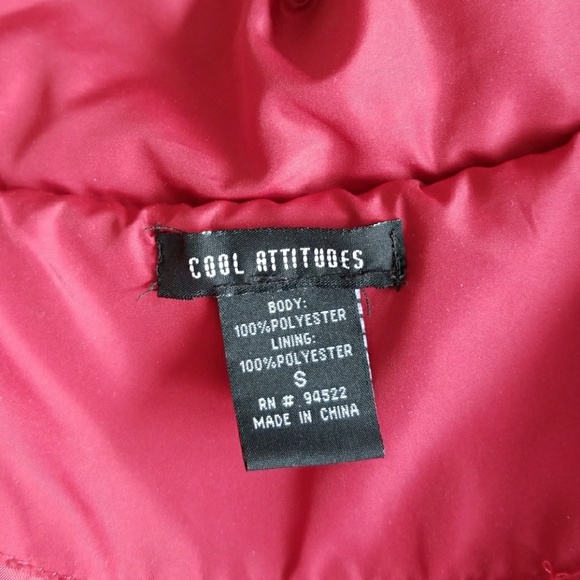 COOL ATTITUDES
BODY:
100%POLYESTER
LINING:
100%POLYESTER
S
RN # 94522
MADE IN CHINA